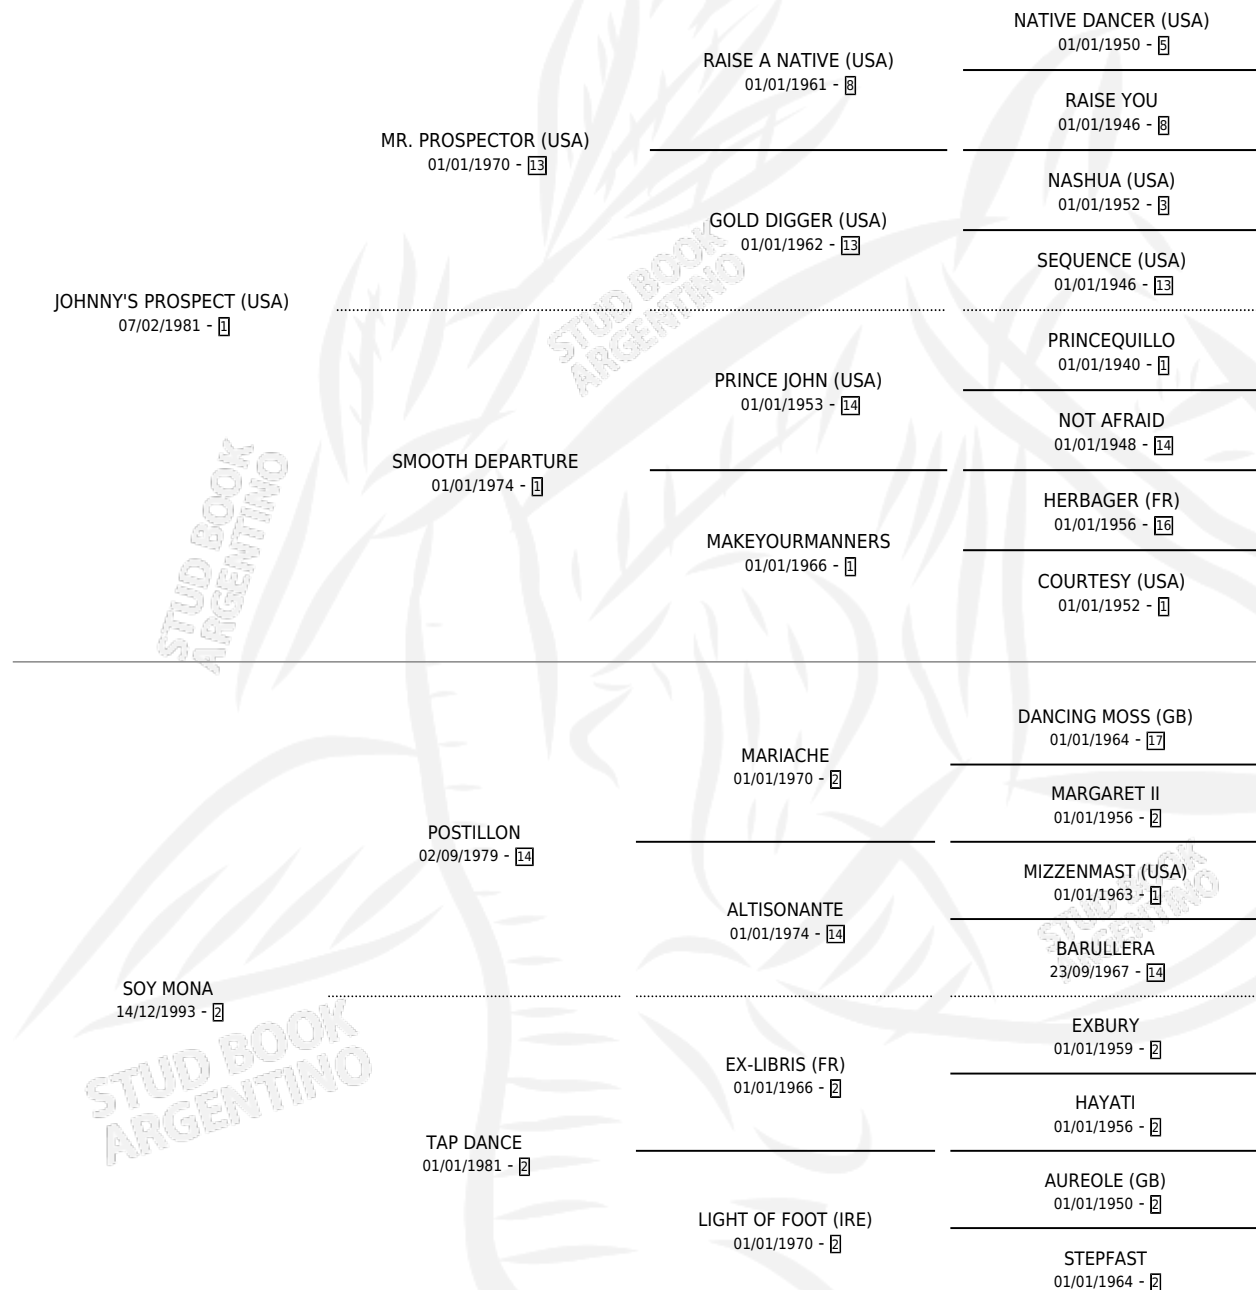 NATIVE DANCER (USA)
01/01/1950 - 5
RAISE A NATIVE (USA)
01/01/1961 - 8
RAISE YOU
01/01/1946 - 8
MR. PROSPECTOR (USA)
01/01/1970 - 13
NASHUA (USA)
01/01/1952 - 3
GOLD DIGGER (USA)
01/01/1962 - 13
SEQUENCE (USA)
01/01/1946 - 13
JOHNNY'S PROSPECT (USA)
07/02/1981 - 1
STUD BOOK
ARGENTINO
PRINCEQUILLO
01/01/1940 - 1
PRINCE JOHN (USA)
01/01/1953 - 14
NOT AFRAID
01/01/1948 - 14
SMOOTH DEPARTURE
01/01/1974 - 1
HERBAGER (FR)
01/01/1956 - 16
MAKEYOURMANNERS
01/01/1966 - 1
COURTESY (USA)
01/01/1952 - 1
STUD BOOK
ARGENTINO
DANCING MOSS (GB)
01/01/1964 - 17
MARIACHE
01/01/1970 - 2
MARGARET II
01/01/1956 - 2
POSTILLON
02/09/1979 - 14
MIZZENMAST (USA)
01/01/1963 - 1
ALTISONANTE
01/01/1974 - 14
BARULLERA
23/09/1967 - 14
STUD BOOK
ARGENTINO
SOY MONA
14/12/1993 - 2
EXBURY
01/01/1959 - 2
EX-LIBRIS (FR)
01/01/1966 - 2
HAYATI
01/01/1956 - 2
STUD BOOK
ARGENTINO
TAP DANCE
01/01/1981 - 2
AUREOLE (GB)
01/01/1950 - 2
LIGHT OF FOOT (IRE)
01/01/1970 - 2
STEPFAST
01/01/1964 - 2